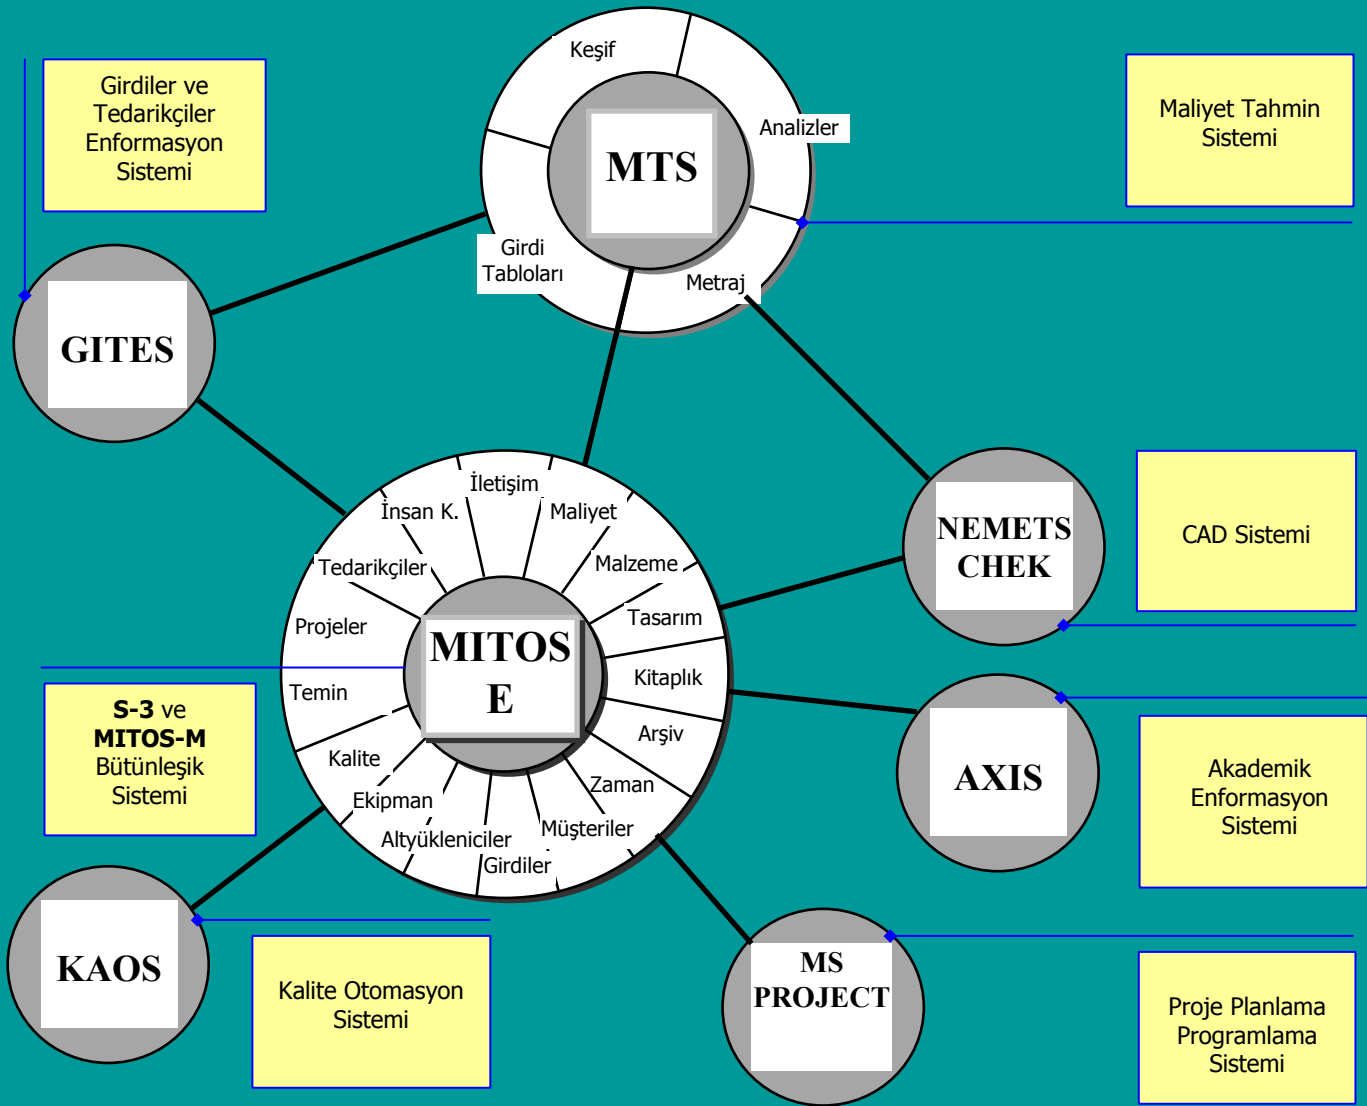 Keşif
Analizler
MTS
Girdi
Tabloları
Metraj
Girdiler ve
Tedarikçiler
Enformasyon
Sistemi
Maliyet Tahmin
Sistemi
GITES
İletişim
İnsan K.
Maliyet
Tedarikçiler
Malzeme
Projeler
Tasarım
MITOS
E
Temin
Kitaplık
Kalite
Arşiv
Ekipman
Zaman
Altyükleniciler
Müşteriler
Girdiler
NEMETS
CHEK
CAD Sistemi
S-3 ve
MITOS-M
Bütünleşik
Sistemi
AXIS
Akademik
Enformasyon
Sistemi
KAOS
Kalite Otomasyon
Sistemi
MS
PROJECT
Proje Planlama
Programlama
Sistemi